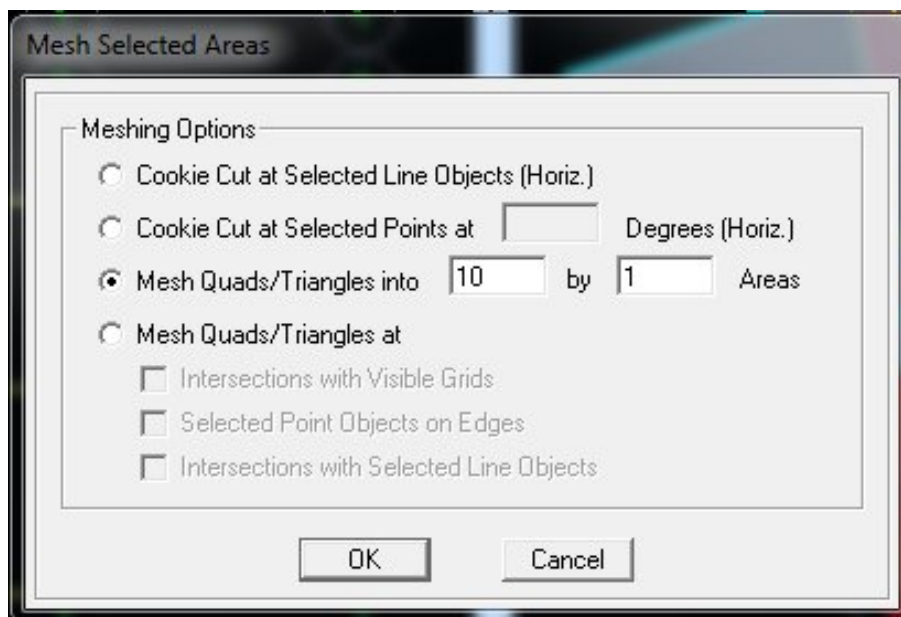 Mesh Selected Areas
Meshing Options
Cookie Cut at Selected Line Objects (Horiz.)
Cookie Cut at Selected Points at Degrees (Horiz.)
Mesh Quads/Triangles into 10 by 1 Areas
Mesh Quads/Triangles at
Intersections with Visible Grids
Selected Point Objects on Edges
Intersections with Selected Line Objects
OK Cancel